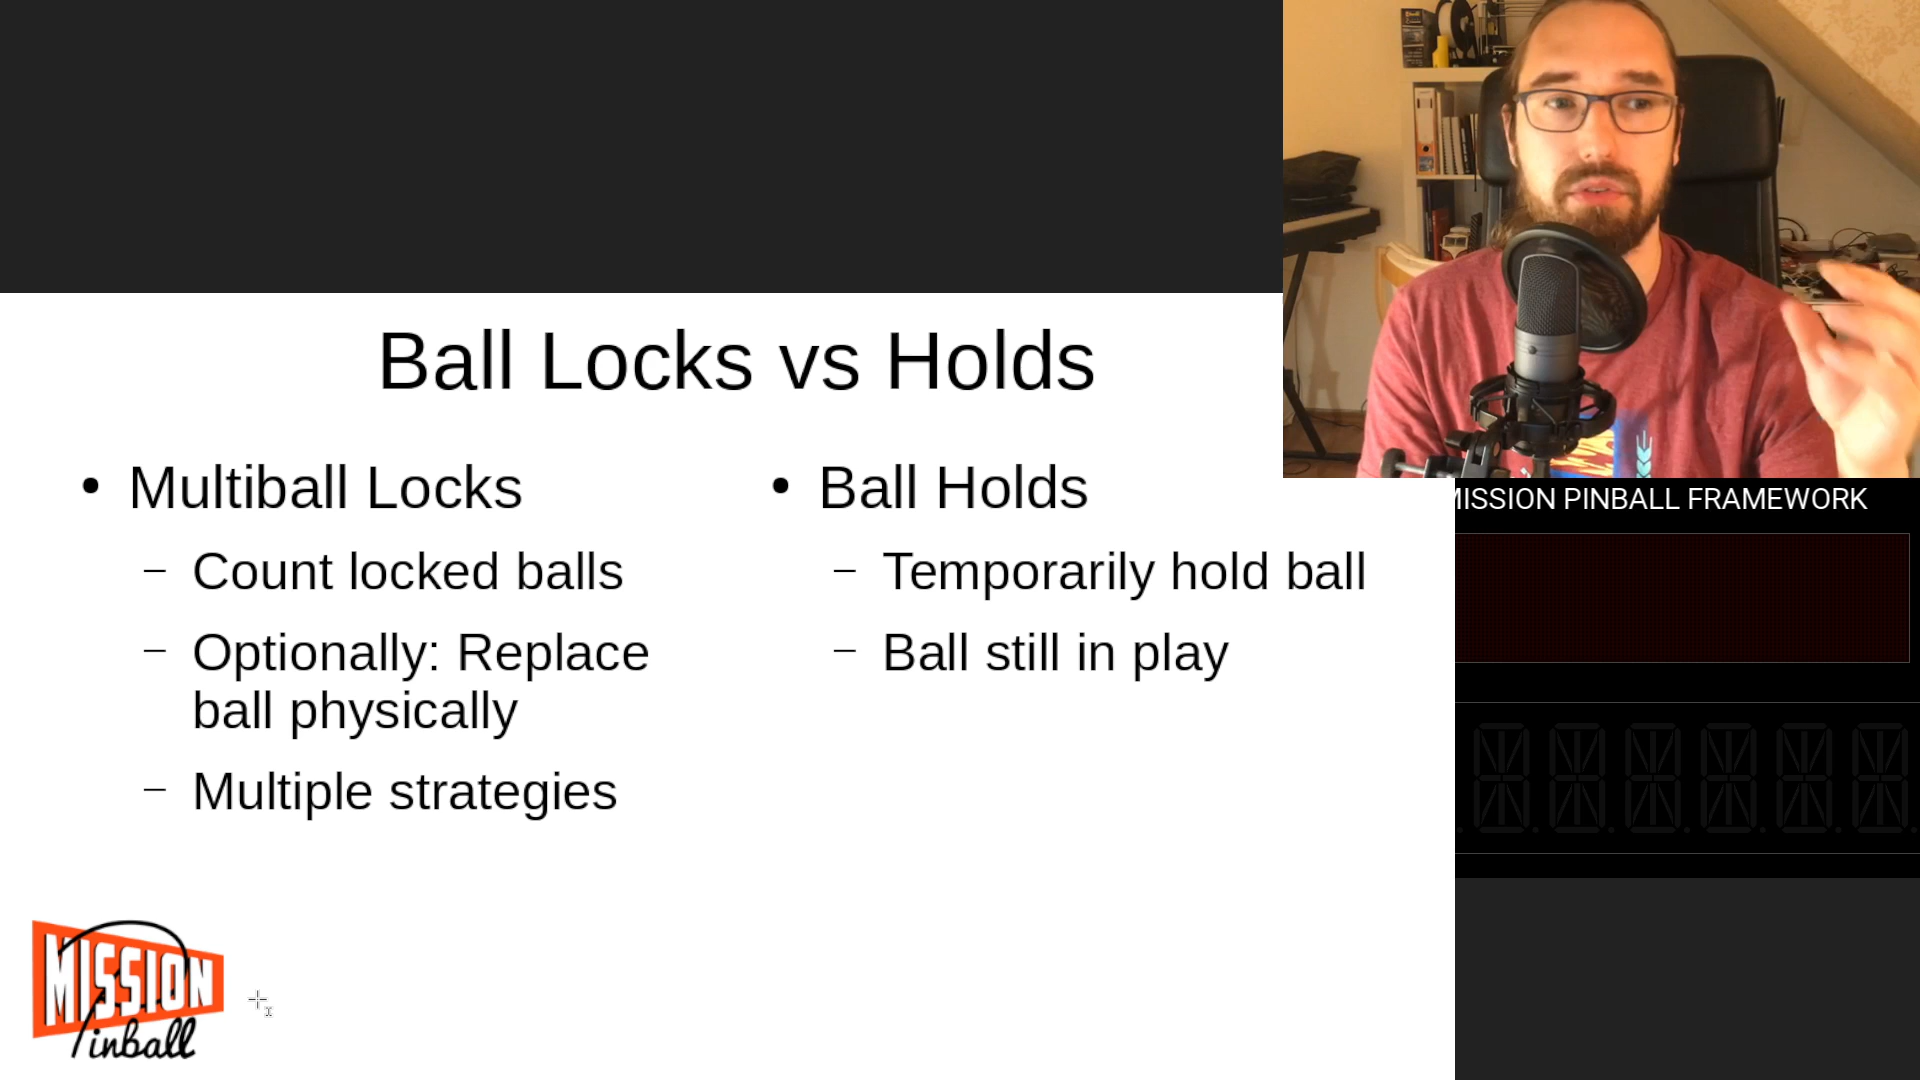 Ball Locks vs Holds
• Multiball Locks
– Count locked balls
– Optionally: Replace
ball physically
– Multiple strategies
• Ball Holds
– Temporarily hold ball
– Ball still in play
MISSION PINBALL FRAMEWORK
MISSION
Pinball